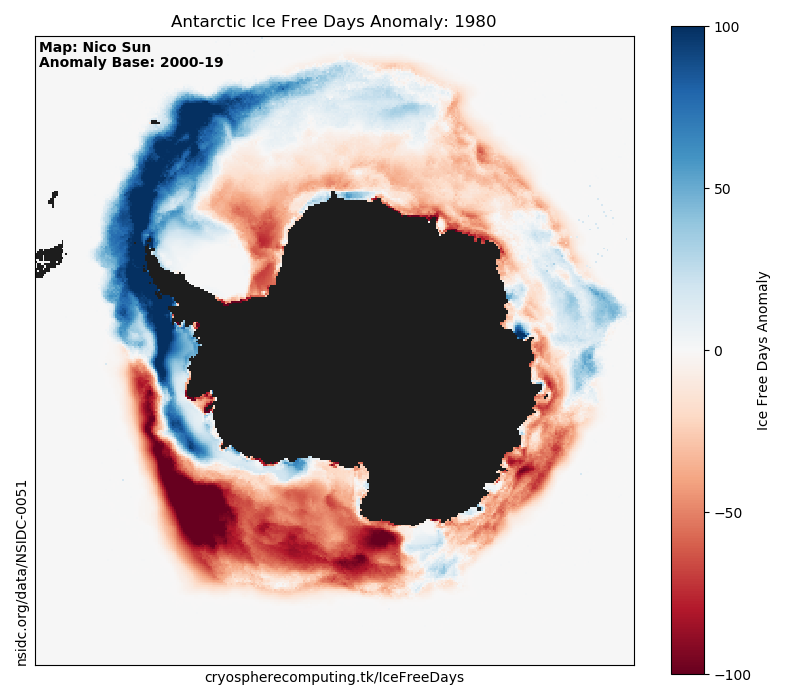 Antarctic Ice Free Days Anomaly: 1980
Map: Nico Sun
Anomaly Base: 2000-19
100
50
0
−50
−100
Ice Free Days Anomaly
nsidc.org/data/NSIDC-0051
cryospherecomputing.tk/IceFreeDays